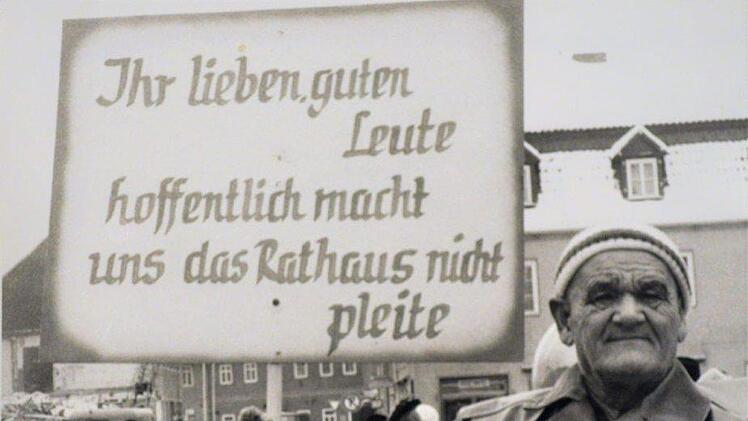 Ihr lieben, guten
Leute
hoffentlich macht
uns das Rathaus nicht
pleite